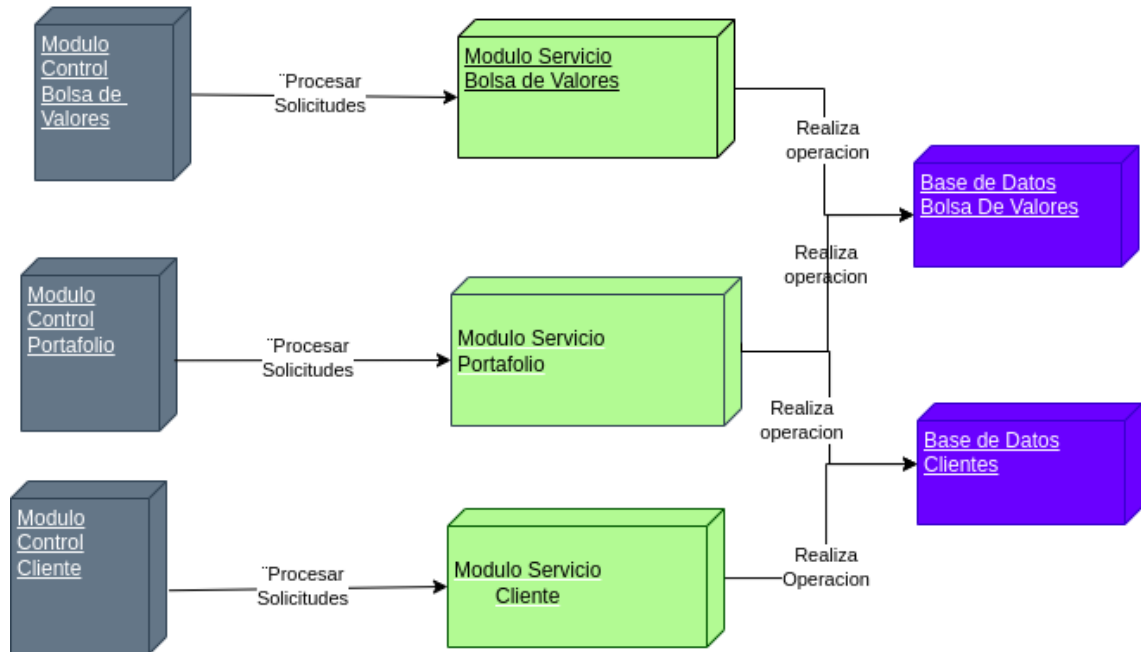 Modulo
Control
Bolsa de
Valores
¨Procesar
Solicitudes
Modulo Servicio
Bolsa de Valores
Realiza
operacion
Base de Datos
Bolsa De Valores
Realiza
operacion
Modulo
Control
Portafolio
¨Procesar
Solicitudes
Modulo Servicio
Portafolio
Realiza
operacion
Base de Datos
Clientes
Modulo
Control
Cliente
¨Procesar
Solicitudes
Modulo Servicio
Cliente
Realiza
Operacion